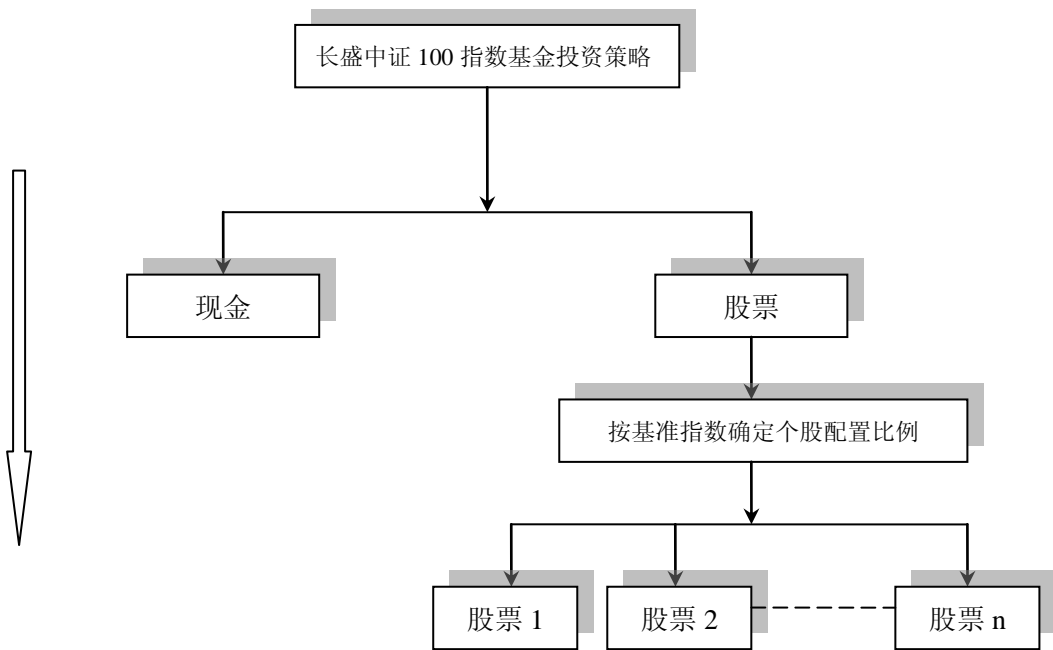 长盛中证 100 指数基金投资策略
现金
股票
按基准指数确定个股配置比例
股票 1
股票 2
股票 n